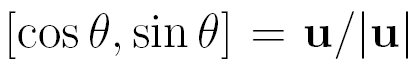 [cos θ, sin θ] = u/|u|